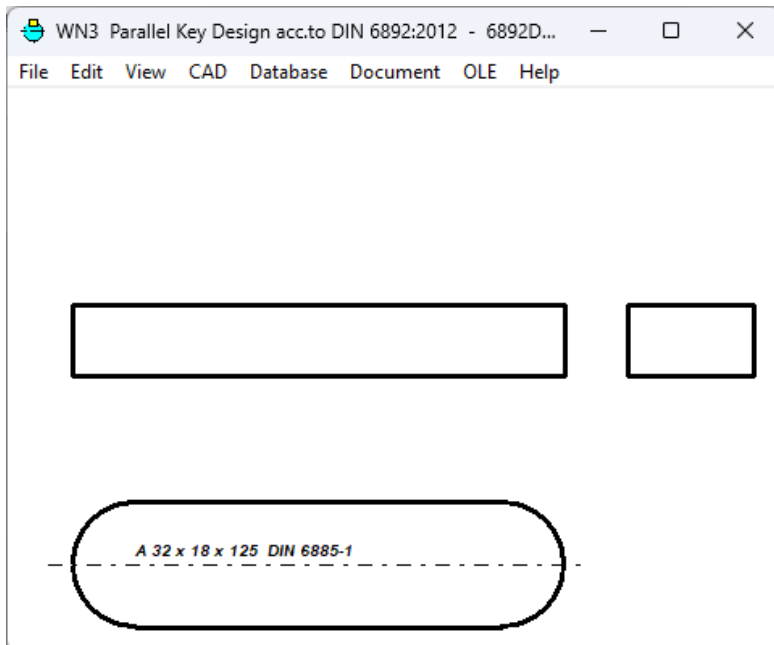 WN3 Parallel Key Design acc.to DIN 6892:2012 - 6892D...
File Edit View CAD Database Document OLE Help
A 32 x 18 x 125 DIN 6885-1